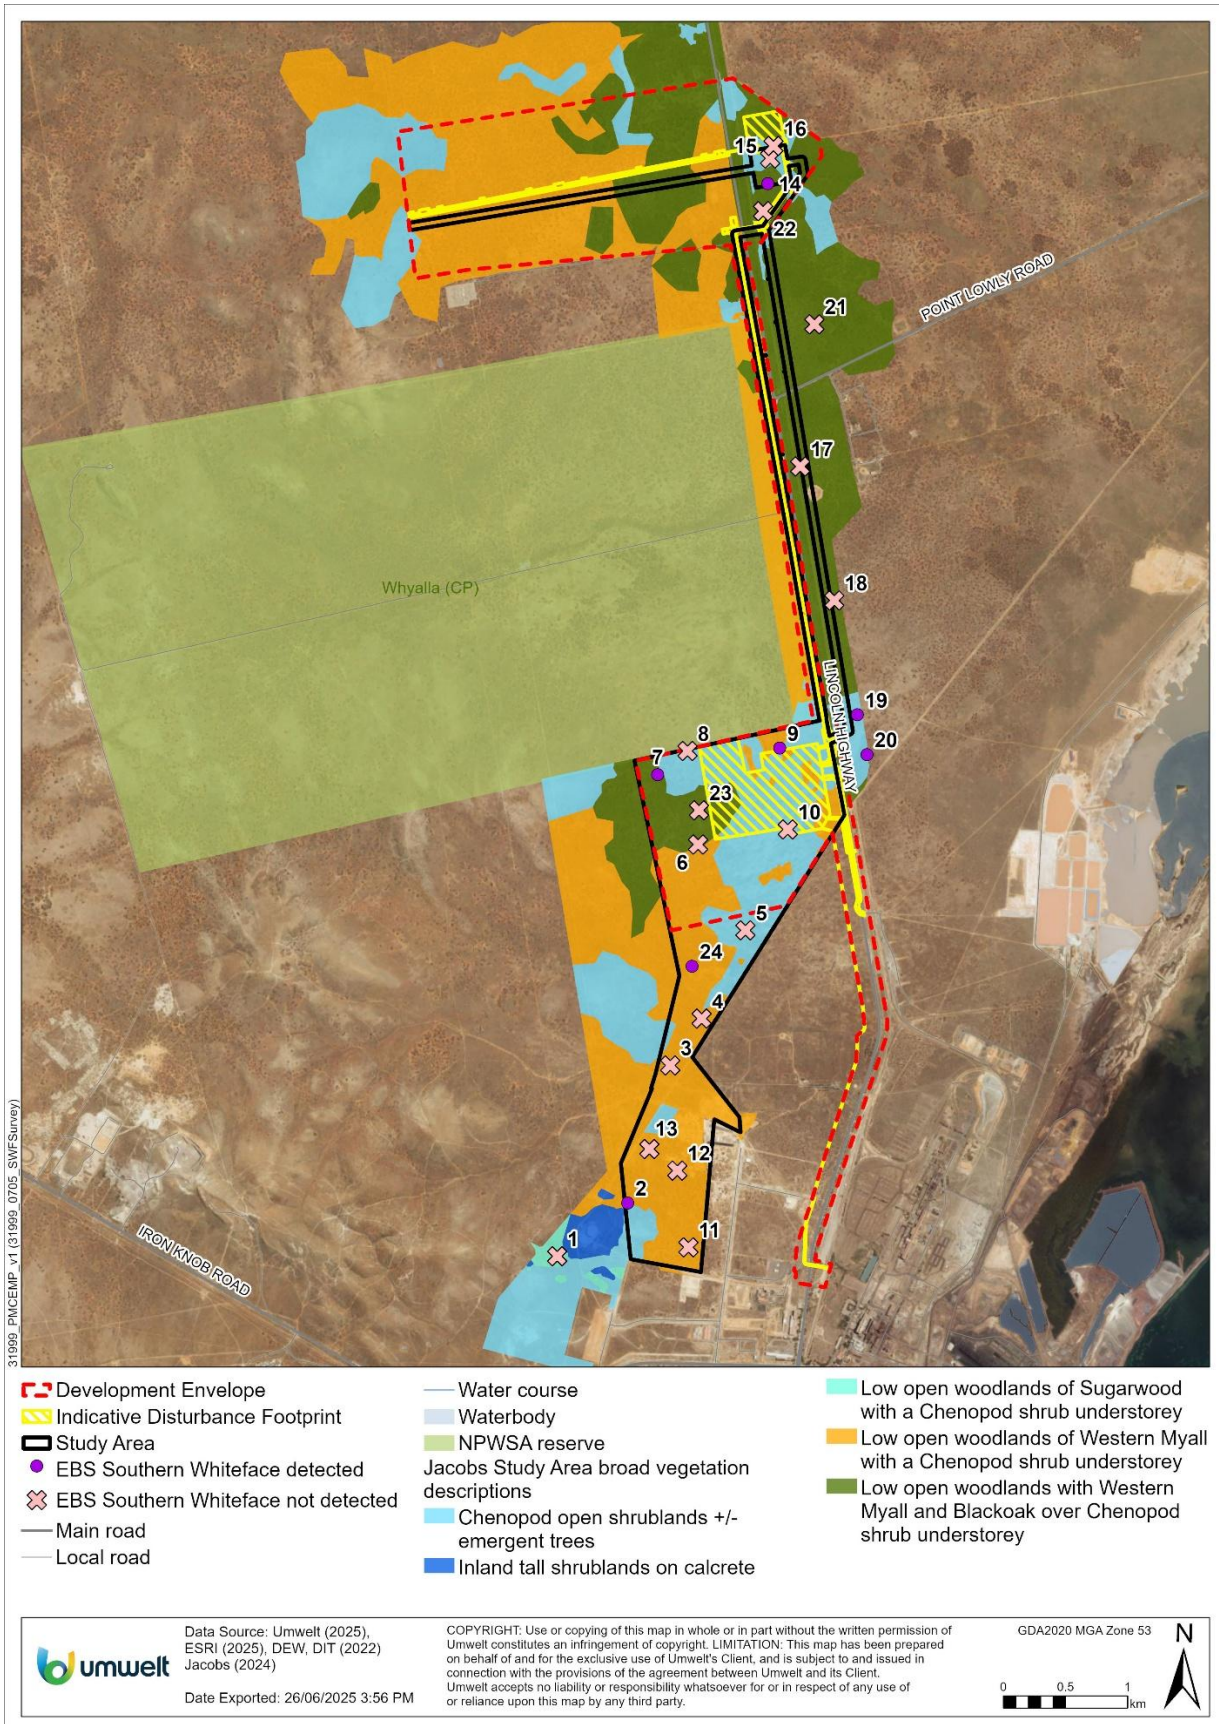 16
15
14
22
POINT LOWLY ROAD
21
17
Whyalla (CP)
18
LINCOLN HIGHWAY
19
8
9
20
7
23
10
6
5
24
4
3
13
12
2
1
11
IRON KNOB ROAD
31999_PMCEMP_v1 (31999_0705_SWFSurvey)
Development Envelope
Indicative Disturbance Footprint
Study Area
EBS Southern Whiteface detected
EBS Southern Whiteface not detected
Main road
Local road
Water course
Waterbody
NPWSA reserve
Jacobs Study Area broad vegetation
descriptions
Chenopod open shrublands +/-
emergent trees
Inland tall shrublands on calcrete
Low open woodlands of Sugarwood
with a Chenopod shrub understorey
Low open woodlands of Western Myall
with a Chenopod shrub understorey
Low open woodlands with Western
Myall and Blackoak over Chenopod
shrub understorey
umwelt
Data Source: Umwelt (2025),
ESRI (2025), DEW, DIT (2022)
Jacobs (2024)
Date Exported: 26/06/2025 3:56 PM
COPYRIGHT: Use or copying of this map in whole or in part without the written permission of
Umwelt constitutes an infringement of copyright. LIMITATION: This map has been prepared
on behalf of and for the exclusive use of Umwelt's Client, and is subject to and issued in
connection with the provisions of the agreement between Umwelt and its Client.
Umwelt accepts no liability or responsibility whatsoever for or in respect of any use of
or reliance upon this map by any third party.
GDA2020 MGA Zone 53
N
0 0.5 1
km